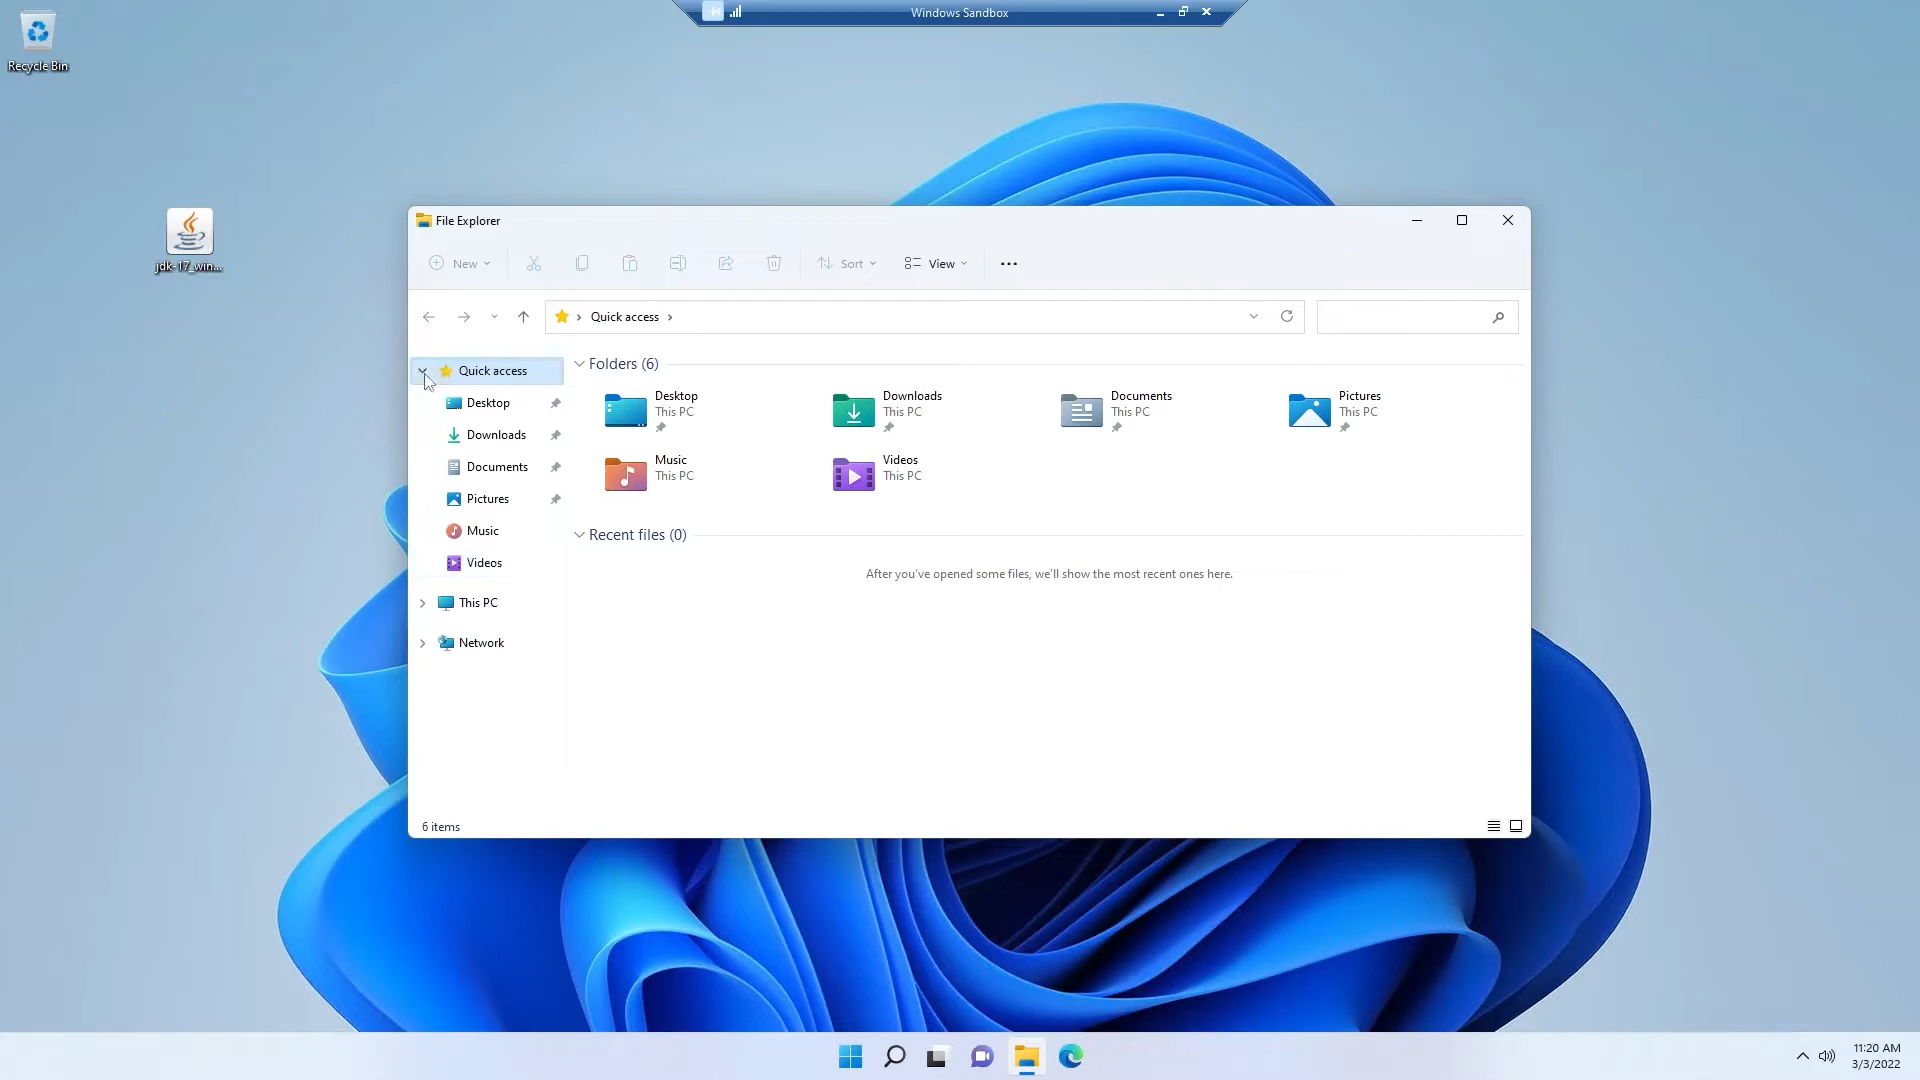 Windows Sandbox
Recycle Bin
jdk-17_win...
File Explorer
New
Sort
View
Quick access
Quick access
Desktop
Downloads
Documents
Pictures
Music
Videos
This PC
Network
Folders (6)
Desktop
This PC
Downloads
This PC
Documents
This PC
Pictures
This PC
Music
This PC
Videos
This PC
Recent files (0)
After you've opened some files, we'll show the most recent ones here.
6 items
11:20 AM
3/3/2022